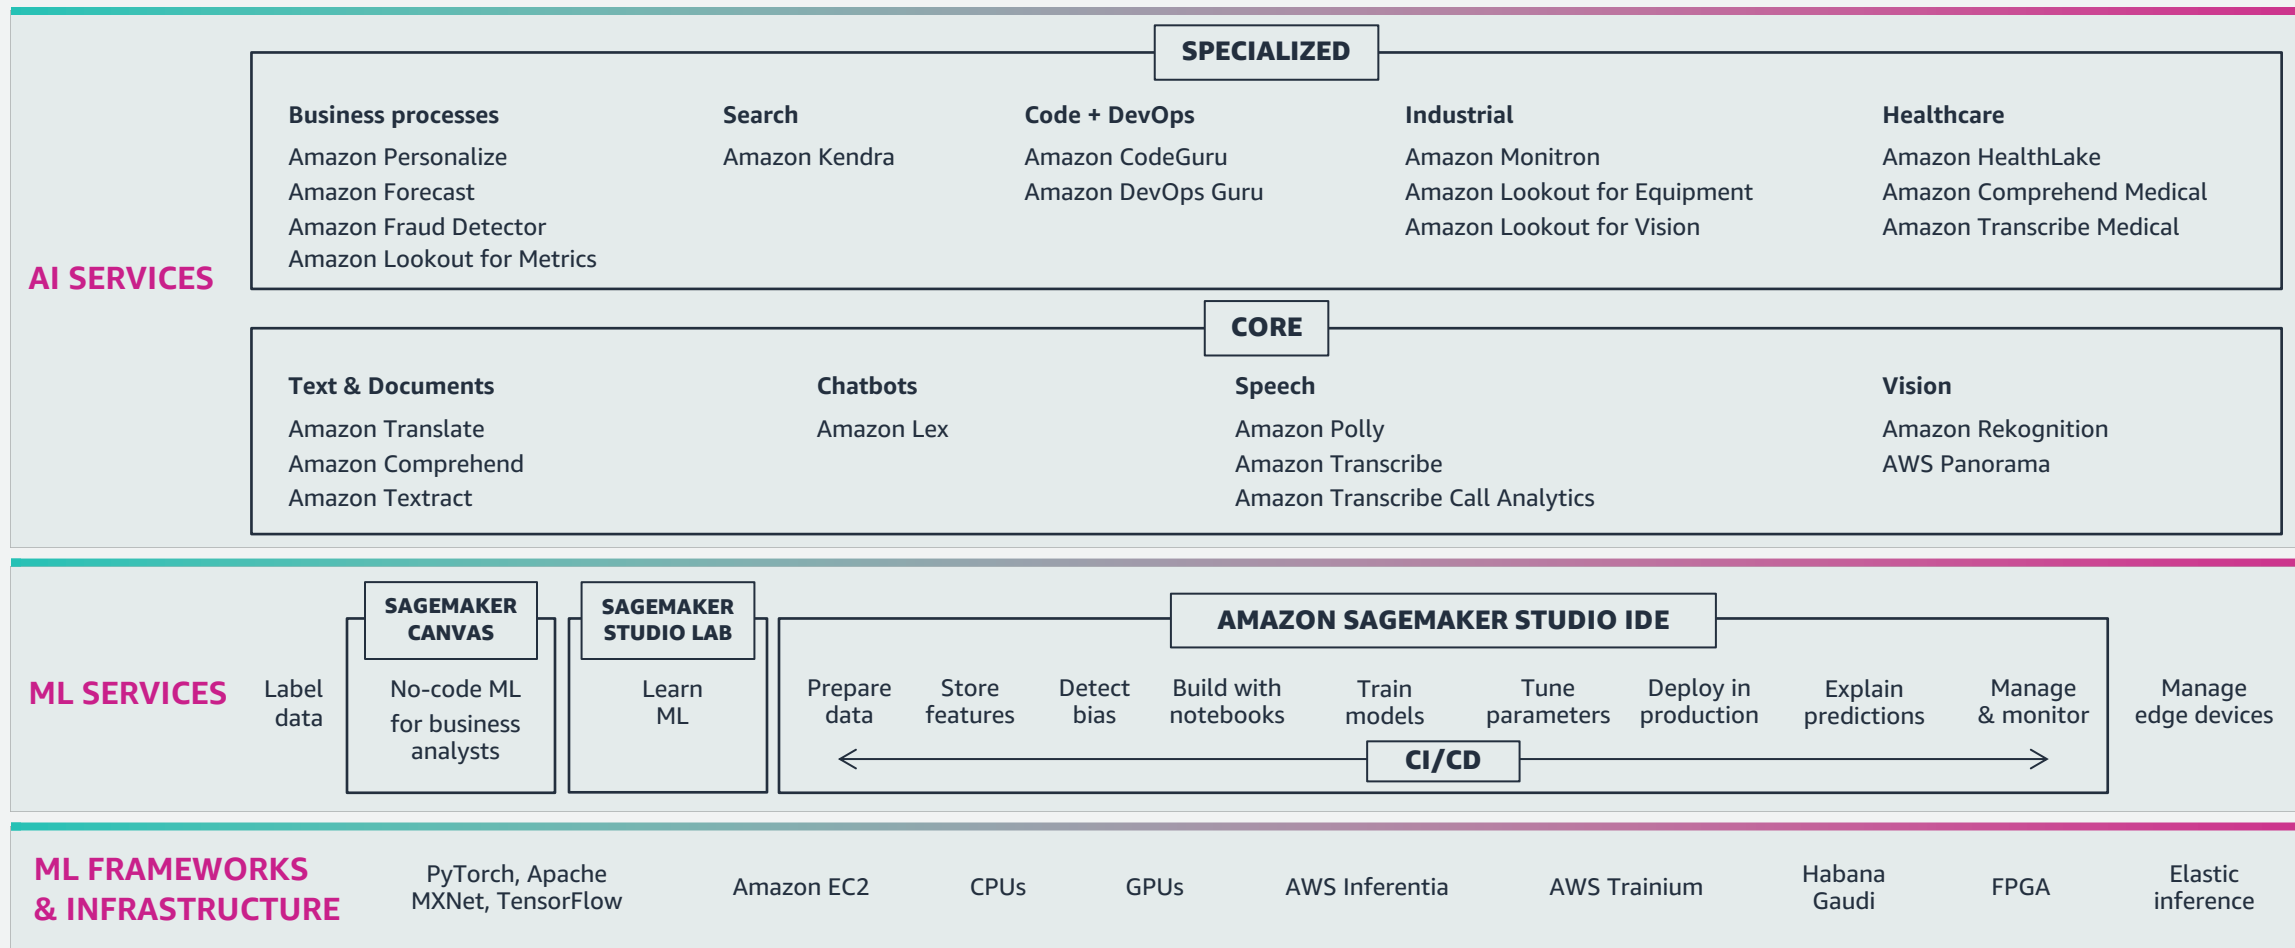 SPECIALIZED
Business processes
Amazon Personalize
Amazon Forecast
Amazon Fraud Detector
Amazon Lookout for Metrics
Search
Amazon Kendra
Code + DevOps
Amazon CodeGuru
Amazon DevOps Guru
Industrial
Amazon Monitron
Amazon Lookout for Equipment
Amazon Lookout for Vision
Healthcare
Amazon HealthLake
Amazon Comprehend Medical
Amazon Transcribe Medical
AI SERVICES
CORE
Text & Documents
Amazon Translate
Amazon Comprehend
Amazon Textract
Chatbots
Amazon Lex
Speech
Amazon Polly
Amazon Transcribe
Amazon Transcribe Call Analytics
Vision
Amazon Rekognition
AWS Panorama
ML SERVICES
Label
data
SAGEMAKER
CANVAS
No-code ML
for business
analysts
SAGEMAKER
STUDIO LAB
Learn
ML
AMAZON SAGEMAKER STUDIO IDE
Prepare
data
Store
features
Detect
bias
Build with
notebooks
Train
models
Tune
parameters
Deploy in
production
Explain
predictions
Manage
& monitor
CI/CD
Manage
edge devices
ML FRAMEWORKS
& INFRASTRUCTURE
PyTorch, Apache
MXNet, TensorFlow
Amazon EC2
CPUs
GPUs
AWS Inferentia
AWS Trainium
Habana
Gaudi
FPGA
Elastic
inference